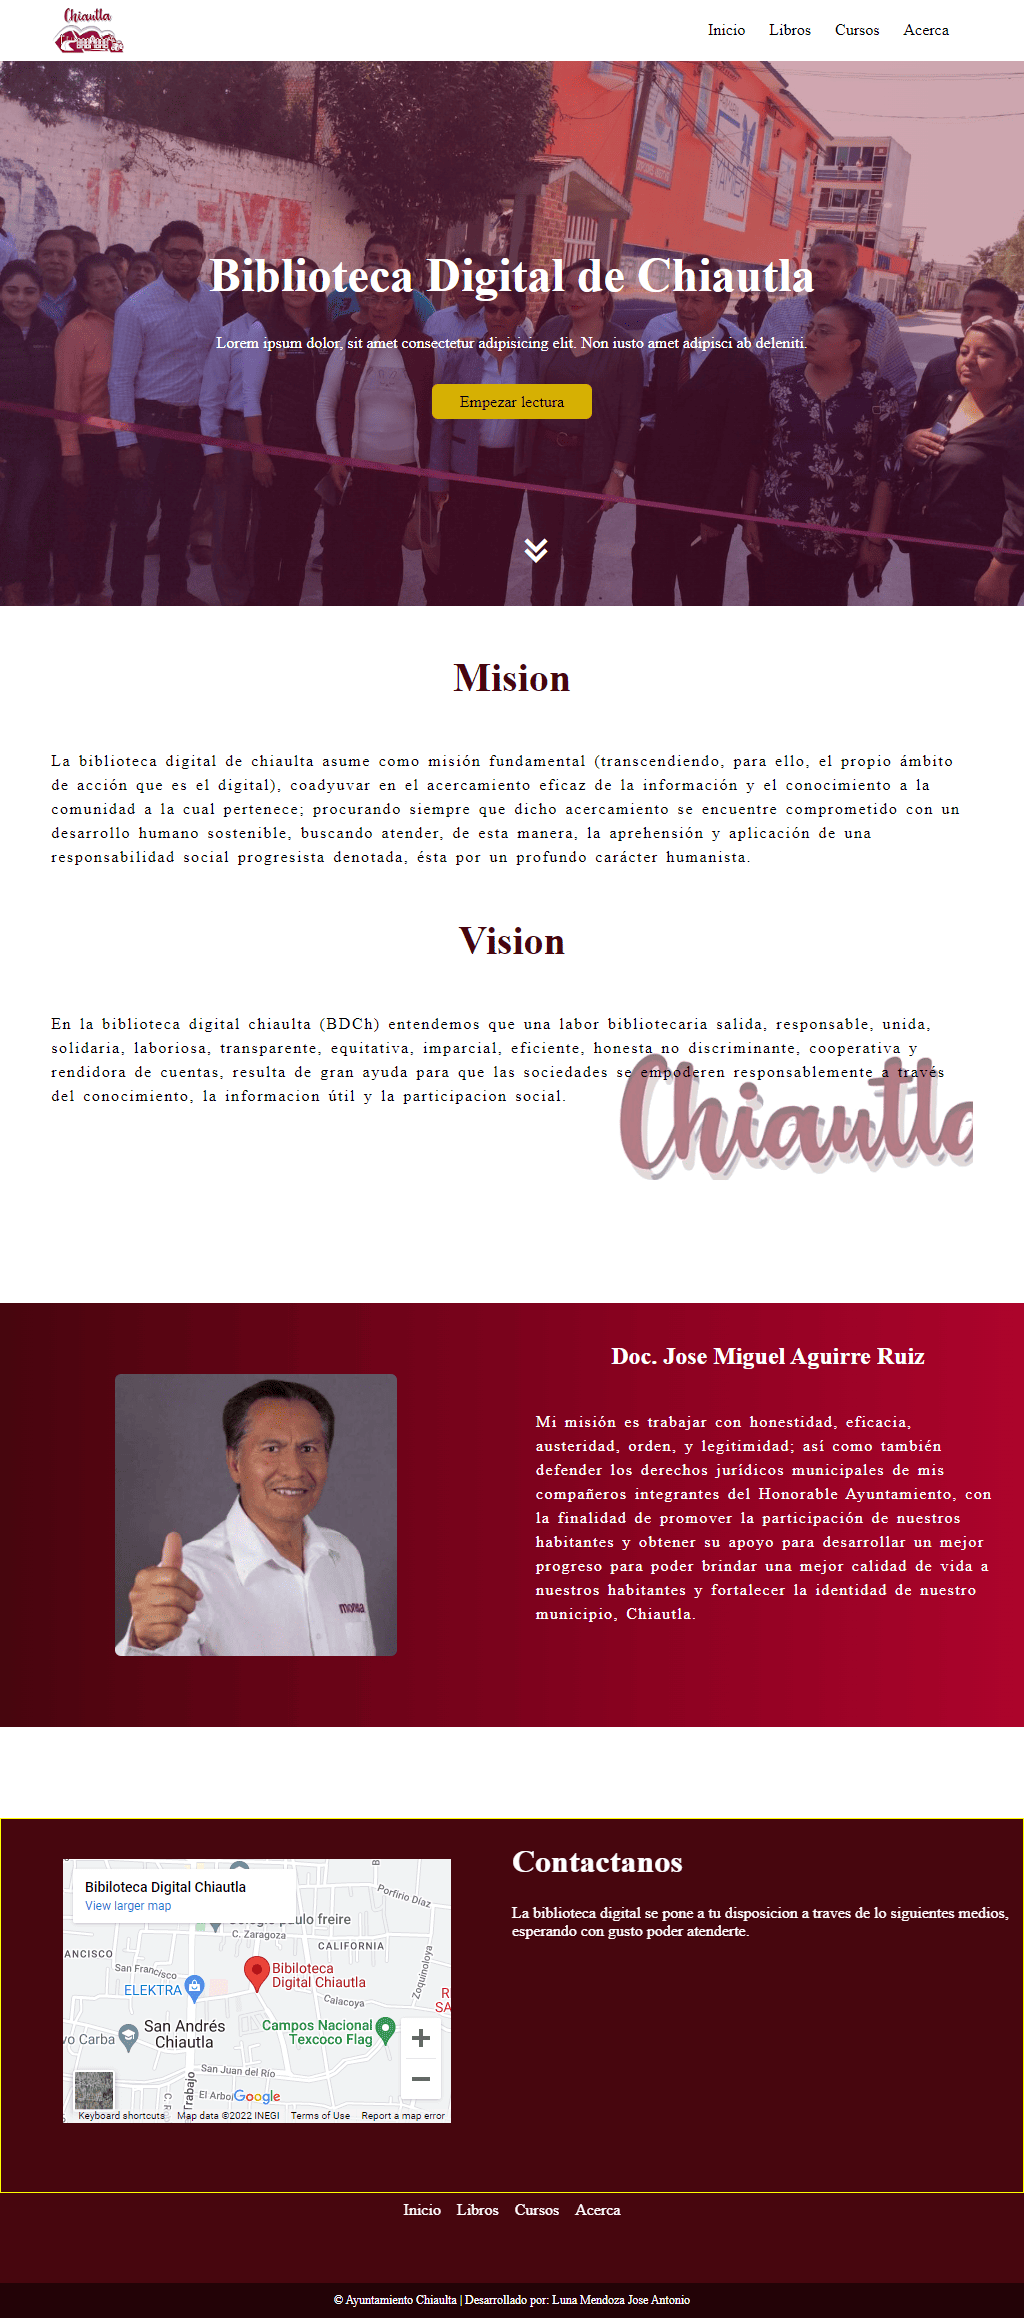 Chiautla
Inicio Libros Cursos Acerca
Biblioteca Digital de Chiautla
Lorem ipsum dolor, sit amet consectetur adipisicing elit. Non iusto amet adipisci ab deleniti.
Empezar lectura
Mision
La biblioteca digital de chiaulta asume como misión fundamental (transcendiendo, para ello, el propio ámbito
de acción que es el digital), coadyuvar en el acercamiento eficaz de la información y el conocimiento a la
comunidad a la cual pertenece; procurando siempre que dicho acercamiento se encuentre comprometido con un
desarrollo humano sostenible, buscando atender, de esta manera, la aprehensión y aplicación de una
responsabilidad social progresista denotada, ésta por un profundo carácter humanista.
Vision
En la biblioteca digital chiaulta (BDCh) entendemos que una labor bibliotecaria salida, responsable, unida,
solidaria, laboriosa, transparente, equitativa, imparcial, eficiente, honesta no discriminante, cooperativa y
rendidora de cuentas, resulta de gran ayuda para que las sociedades se empoderen responsablemente a través
del conocimiento, la informacion útil y la participacion social.
Chiautla
Doc. Jose Miguel Aguirre Ruiz
Mi misión es trabajar con honestidad, eficacia,
austeridad, orden, y legitimidad; así como también
defender los derechos jurídicos municipales de mis
compañeros integrantes del Honorable Ayuntamiento, con
la finalidad de promover la participación de nuestros
habitantes y obtener su apoyo para desarrollar un mejor
progreso para poder brindar una mejor calidad de vida a
nuestros habitantes y fortalecer la identidad de nuestro
municipio, Chiautla.
morena
Contactanos
La biblioteca digital se pone a tu disposicion a traves de lo siguientes medios,
esperando con gusto poder atenderte.
Bibiloteca Digital Chiautla
View larger map
Porfirio Díaz
Colegio paulo freire
C. Zaragoza
CALIFORNIA
ANCISCO
San Francisco
Zoquinoloya
Bibiloteca
Digital Chiautla
ELEKTRA
Calacoya
R
SA
San Andrés
Chiautla
Campos Nacional
Texcoco Flag
vo Carba
San Juan del Río
Trabajo
El Arbol
Google
Keyboard shortcuts Map data ©2022 INEGI Terms of Use Report a map error
Inicio Libros Cursos Acerca
© Ayuntamiento Chiaulta | Desarrollado por: Luna Mendoza Jose Antonio